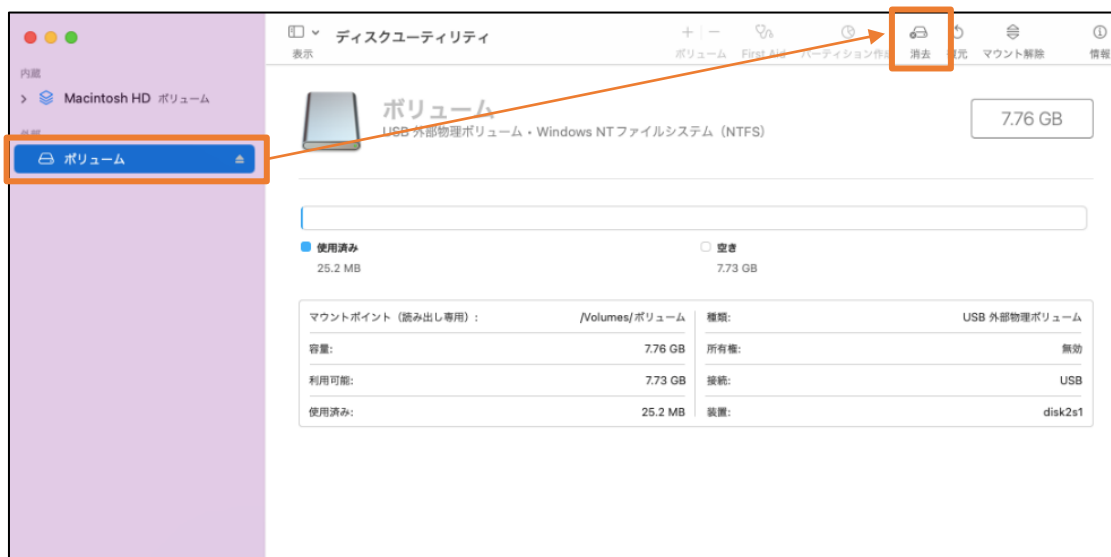 ディスクユーティリティ
表示
ボリューム
First Aid
パーティション作成
消去
復元
マウント解除
情報
内蔵
Macintosh HD ボリューム
外部
ボリューム
ボリューム
USB 外部物理ボリューム・Windows NTファイルシステム（NTFS）
7.76 GB
使用済み
25.2 MB
空き
7.73 GB
マウントポイント（読み出し専用）: /Volumes/ボリューム
容量: 7.76 GB
利用可能: 7.73 GB
使用済み: 25.2 MB
種類: USB 外部物理ボリューム
所有権: 無効
接続: USB
装置: disk2s1